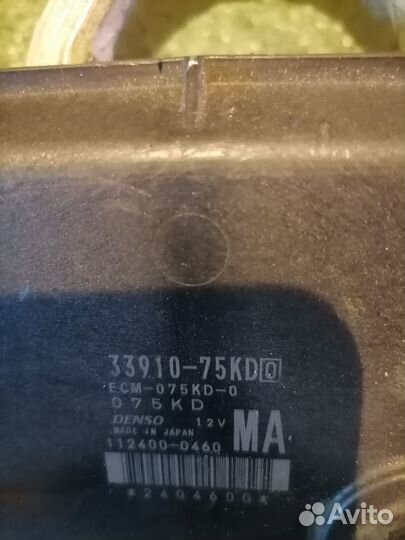 33910-75KD0
ECM-075KD-0
075KD
DENSO 12V
MADE IN JAPAN MA
112400-0460
*240460G*
Avito